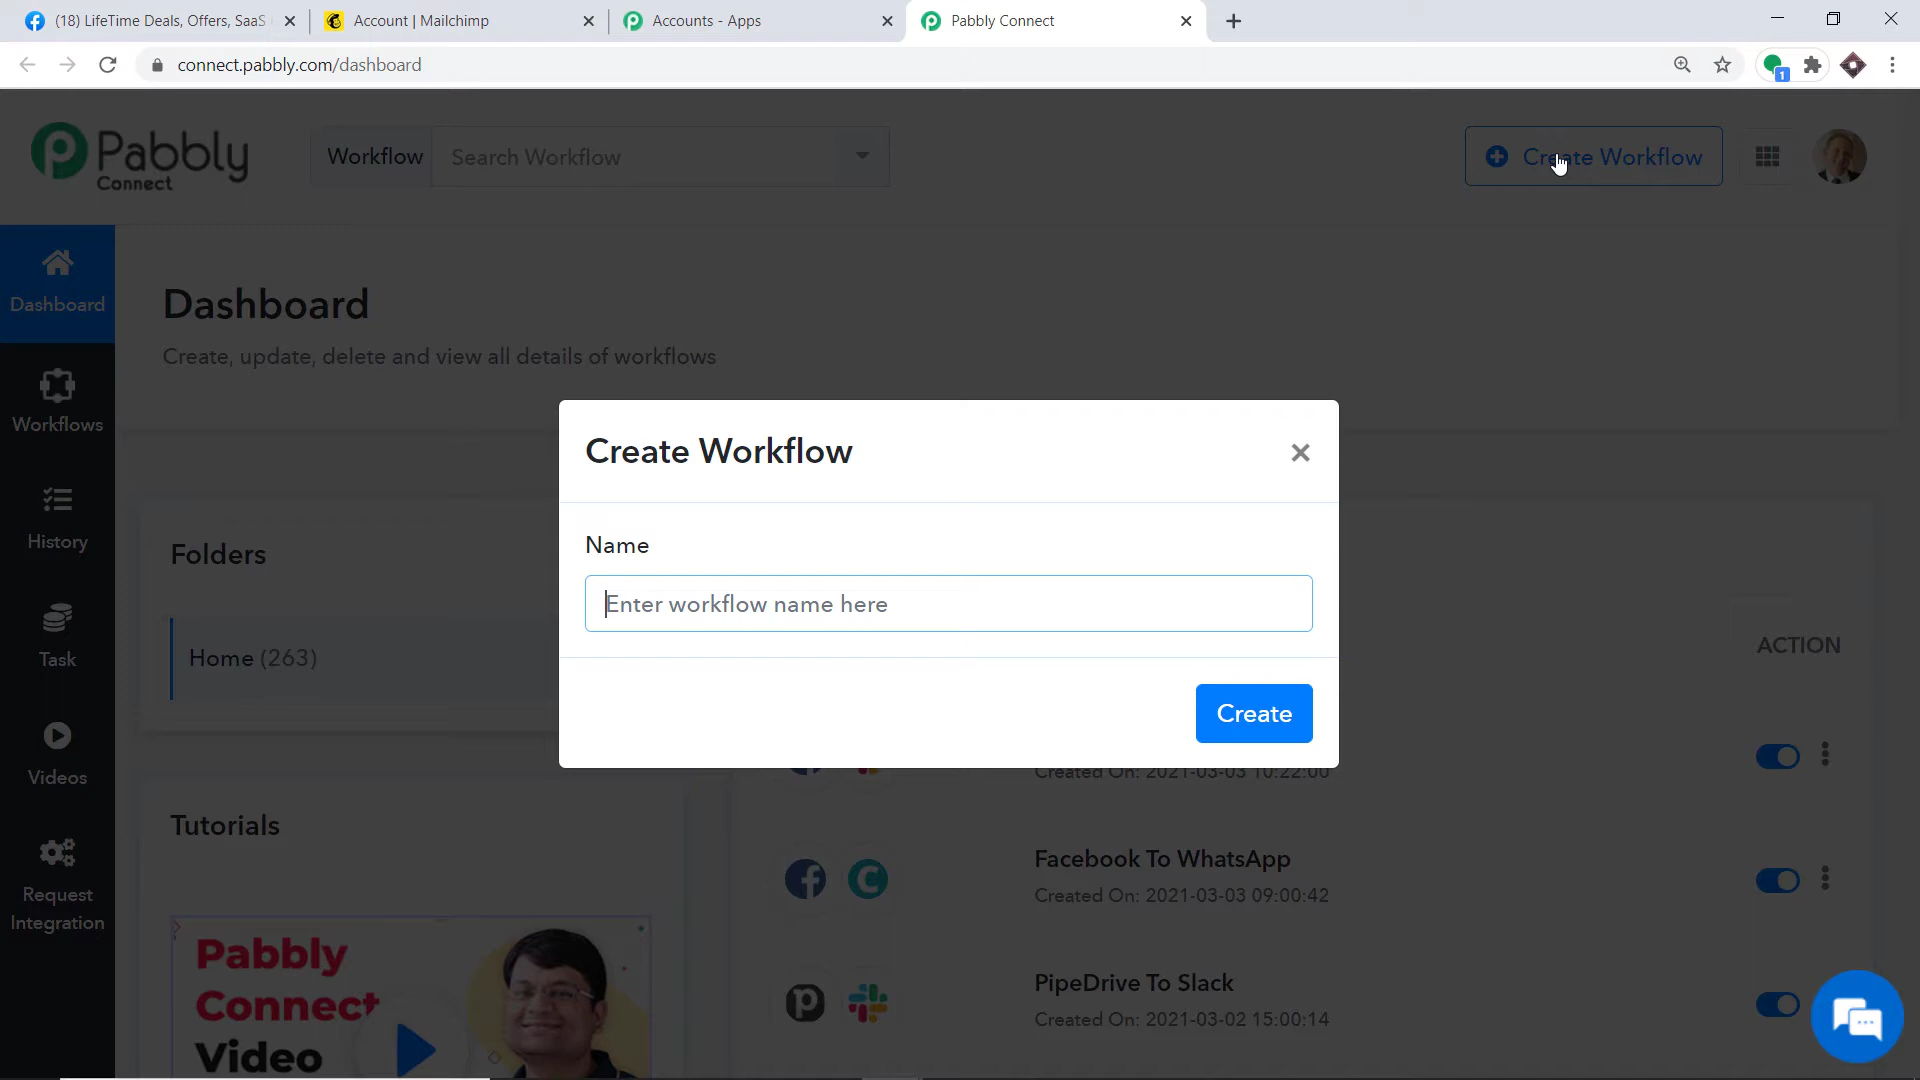 (18) LifeTime Deals, Offers, SaaS
Account | Mailchimp
Accounts - Apps
Pabbly Connect
connect.pabbly.com/dashboard
1
Pabbly
Connect
Workflow
Search Workflow
Create Workflow
Dashboard
Workflows
History
Task
Videos
Request
Integration
Dashboard
Create, update, delete and view all details of workflows
Folders
Home (263)
Tutorials
Pabbly
Connect
Video
Create Workflow
Name
Enter workflow name here
Create
ACTION
Created On: 2021-03-03 10:22:00
Facebook To WhatsApp
Created On: 2021-03-03 09:00:42
PipeDrive To Slack
Created On: 2021-03-02 15:00:14